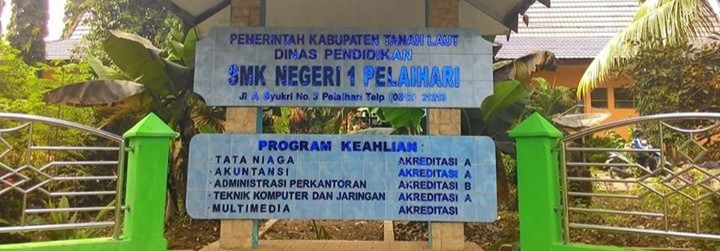 PEMERINTAH KABUPATEN TANAH LAUT
DINAS PENDIDIKAN
SMK NEGERI 1 PELAIHARI
Jl. A Syukri No. 3 Pelaihari Telp
PROGRAM KEAHLIAN :
· TATA NIAGA AKREDITASI A
· AKUNTANSI AKREDITASI A
· ADMINISTRASI PERKANTORAN AKREDITASI B
· TEKNIK KOMPUTER DAN JARINGAN AKREDITASI A
· MULTIMEDIA AKREDITASI